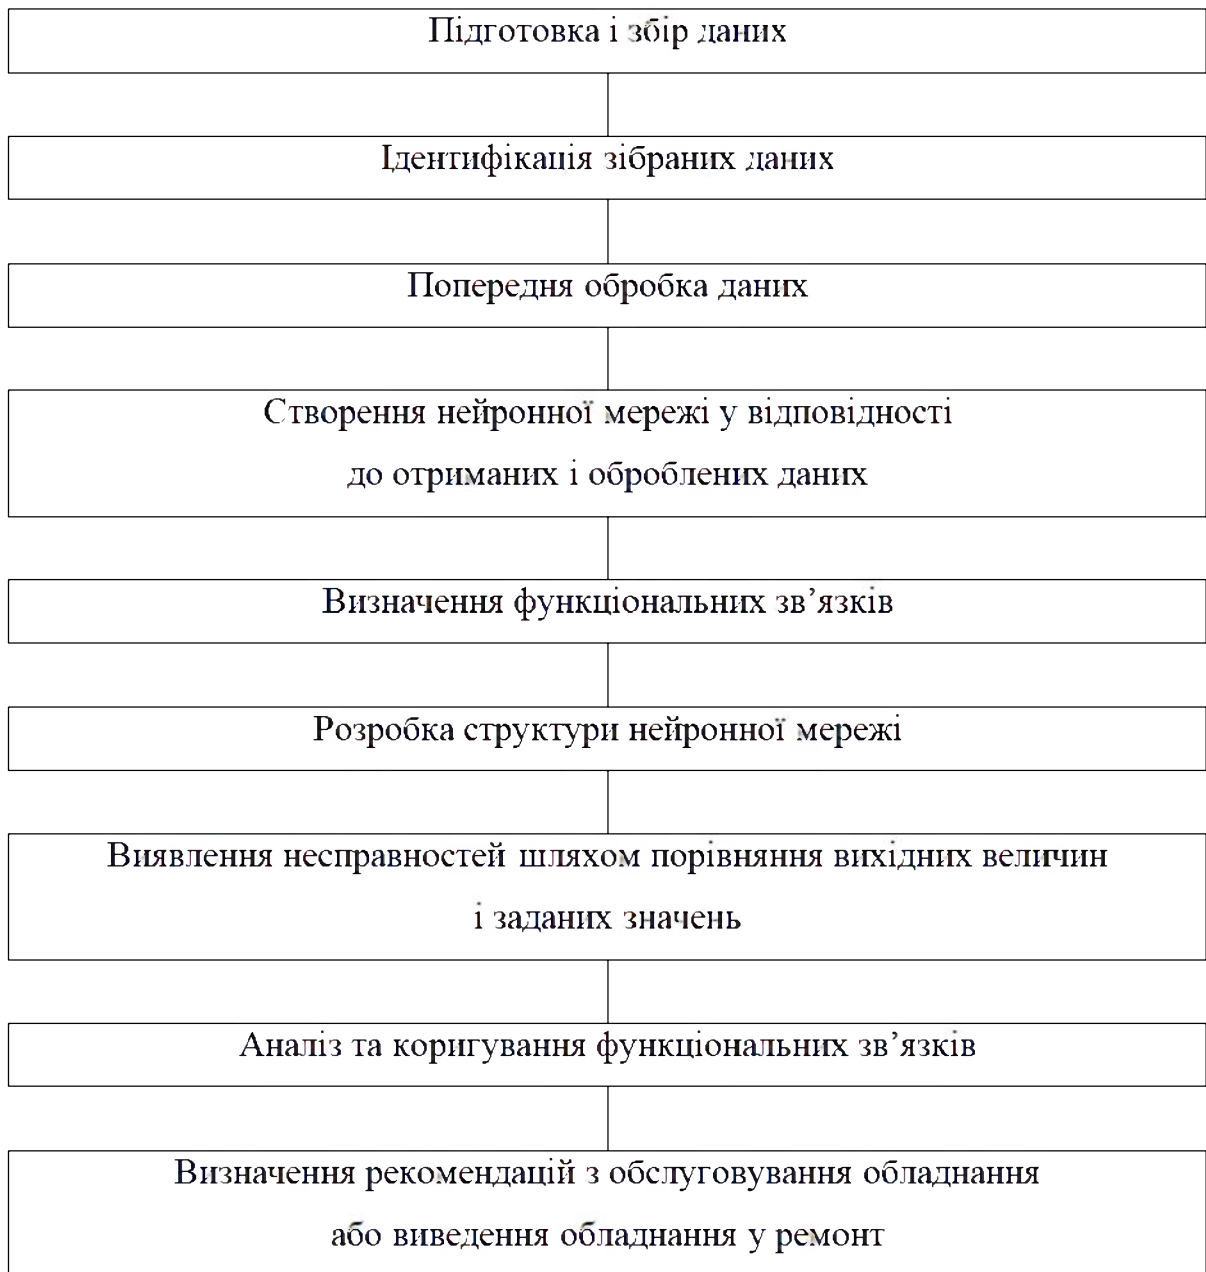 Підготовка і збір даних
Ідентифікація зібраних даних
Попередня обробка даних
Створення нейронної мережі у відповідності
до отриманих і оброблених даних
Визначення функціональних зв’язків
Розробка структури нейронної мережі
Виявлення несправностей шляхом порівняння вихідних величин
і заданих значень
Аналіз та коригування функціональних зв’язків
Визначення рекомендацій з обслуговування обладнання
або виведення обладнання у ремонт